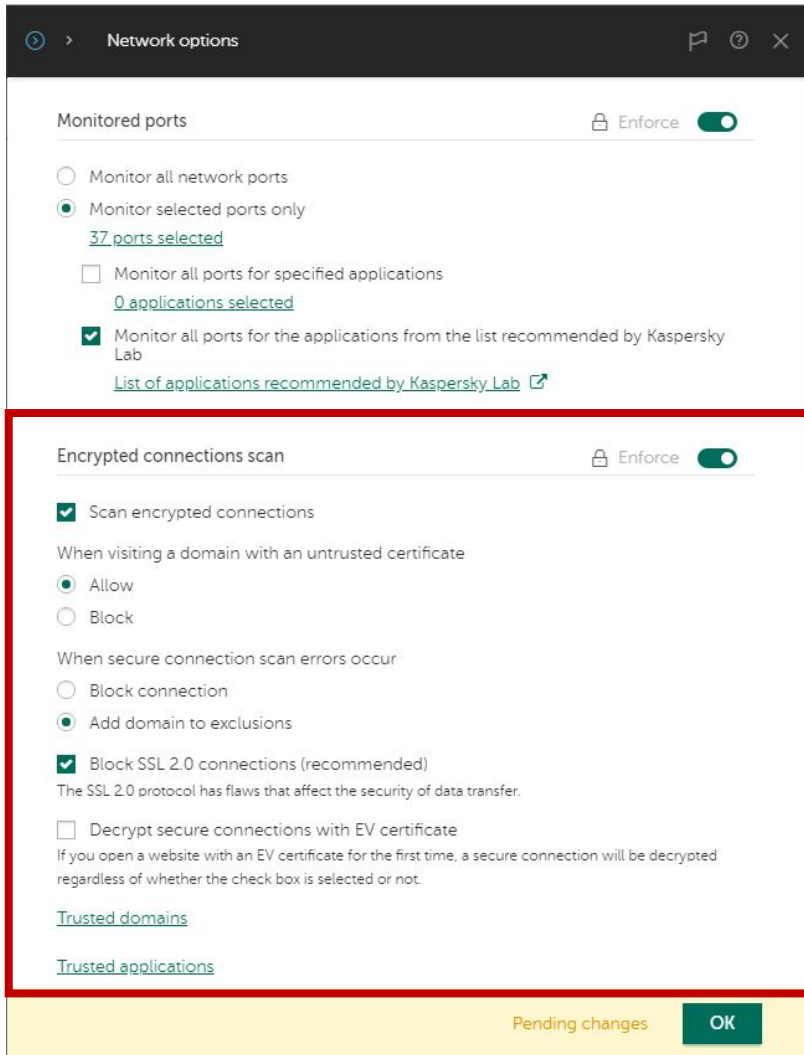 Network options
Monitored ports
Enforce
Monitor all network ports
Monitor selected ports only
37 ports selected
Monitor all ports for specified applications
0 applications selected
Monitor all ports for the applications from the list recommended by Kaspersky
Lab
List of applications recommended by Kaspersky Lab
Encrypted connections scan
Enforce
Scan encrypted connections
When visiting a domain with an untrusted certificate
Allow
Block
When secure connection scan errors occur
Block connection
Add domain to exclusions
Block SSL 2.0 connections (recommended)
The SSL 2.0 protocol has flaws that affect the security of data transfer.
Decrypt secure connections with EV certificate
If you open a website with an EV certificate for the first time, a secure connection will be decrypted
regardless of whether the check box is selected or not.
Trusted domains
Trusted applications
Pending changes
OK